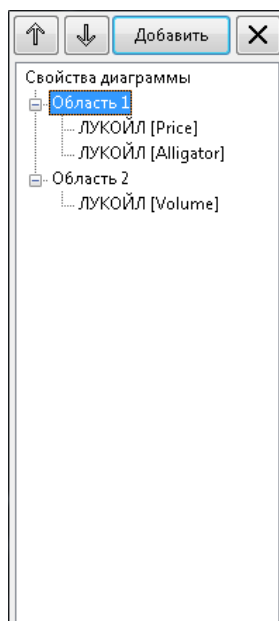 Добавить
Свойства диаграммы
Область 1
ЛУКОЙЛ [Price]
ЛУКОЙЛ [Alligator]
Область 2
ЛУКОЙЛ [Volume]